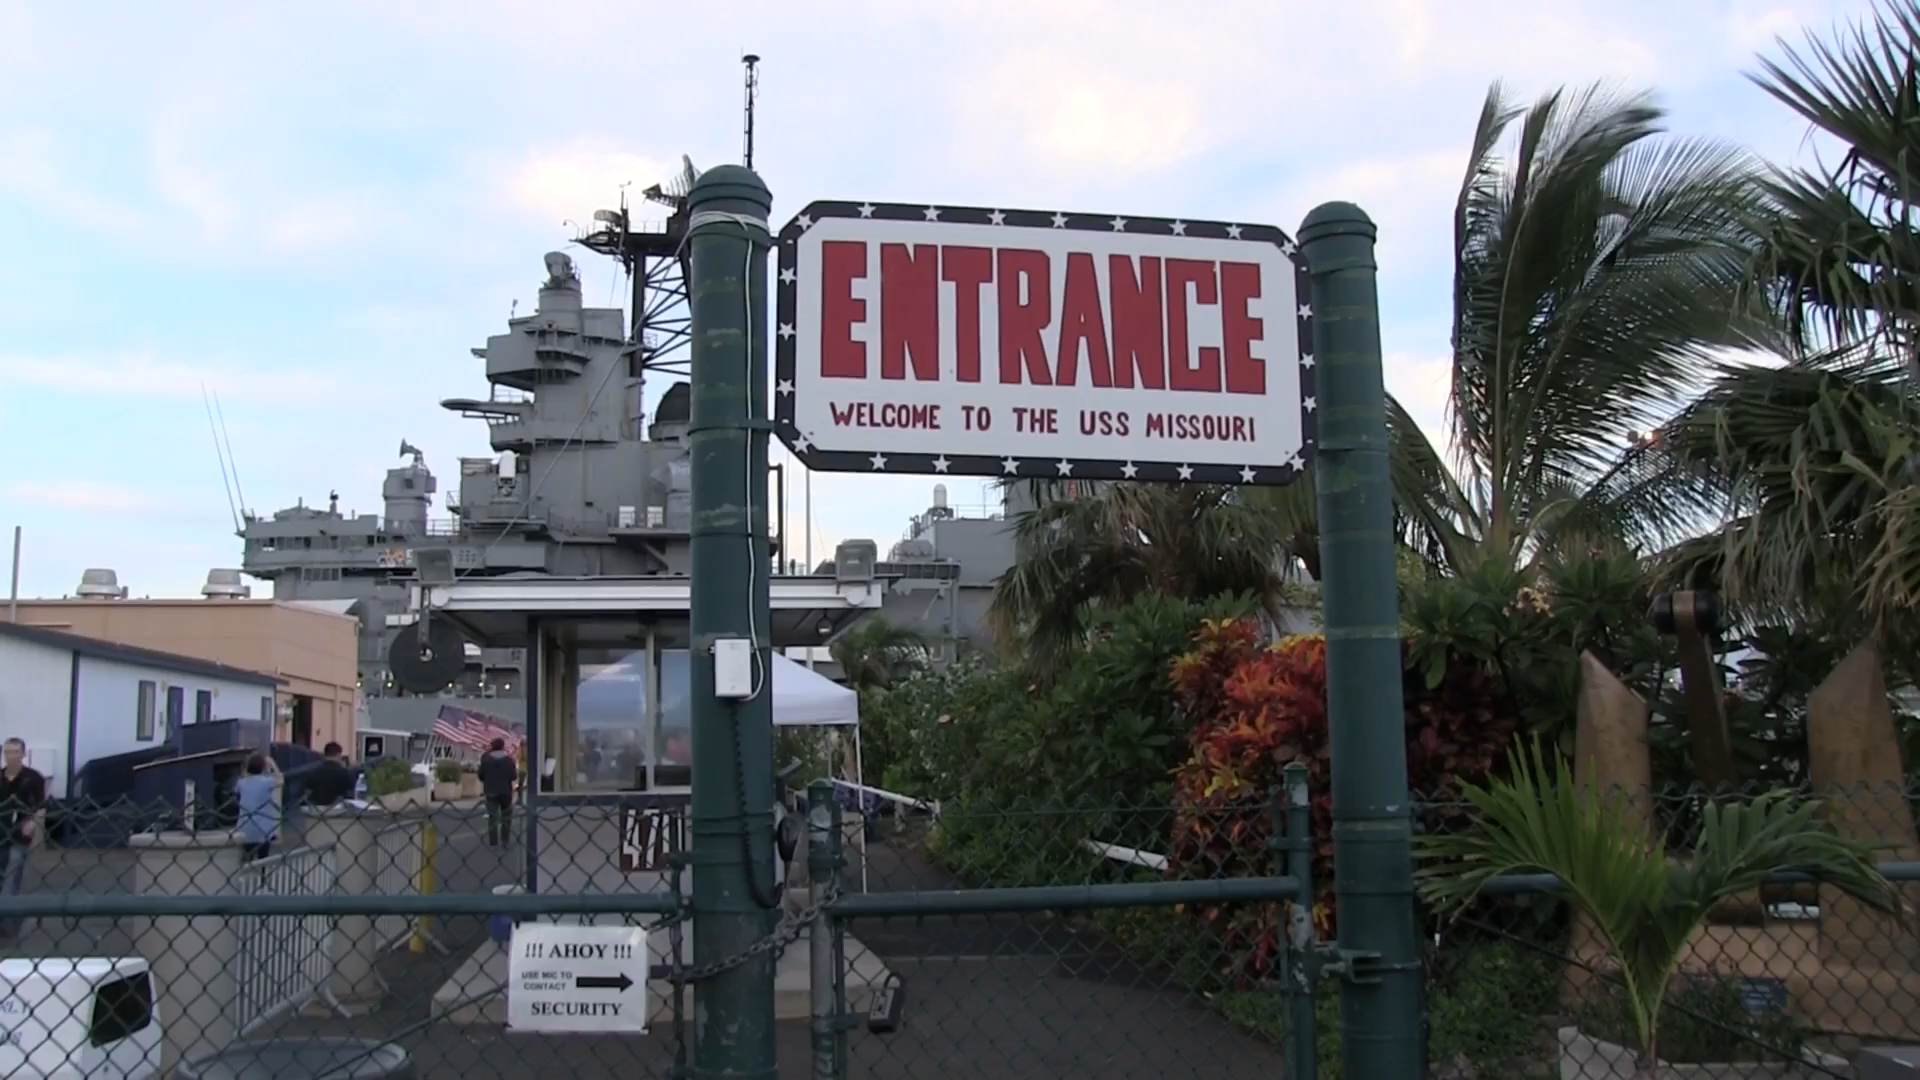 ENTRANCE
WELCOME TO THE USS MISSOURI
!!! AHOY !!!
USE MIC TO
CONTACT
SECURITY